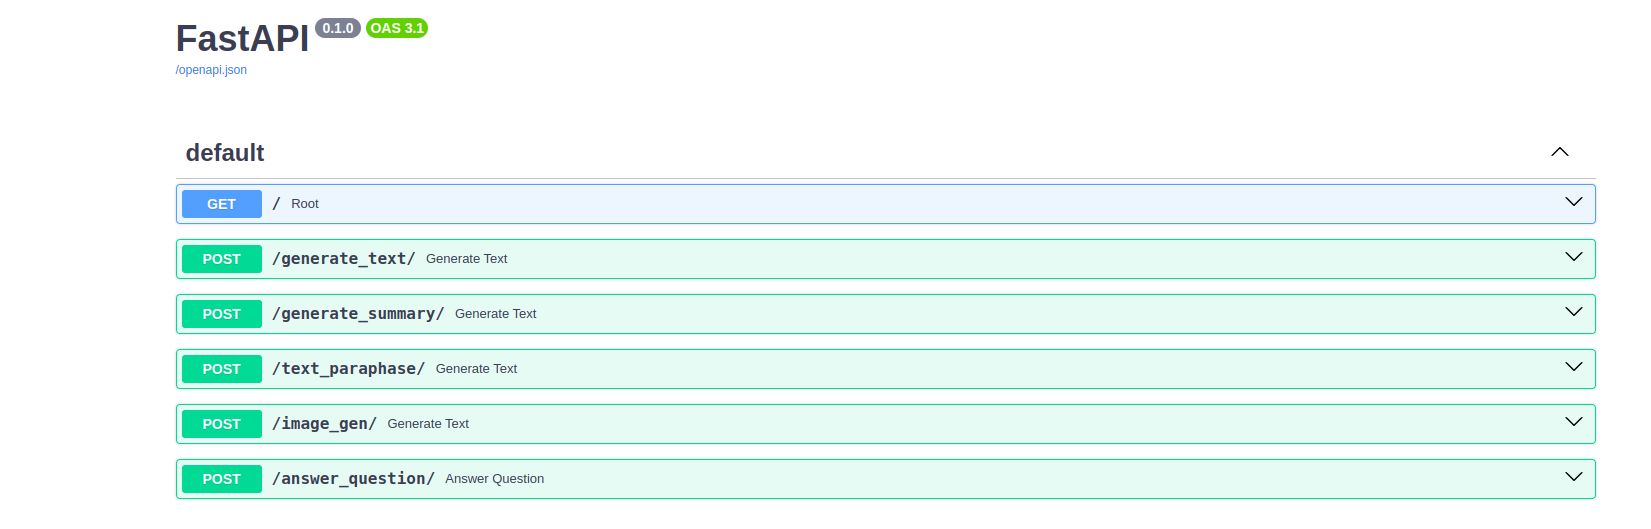 FastAPI 0.1.0 OAS 3.1
/openapi.json
default
GET / Root
POST /generate_text/ Generate Text
POST /generate_summary/ Generate Text
POST /text_paraphase/ Generate Text
POST /image_gen/ Generate Text
POST /answer_question/ Answer Question